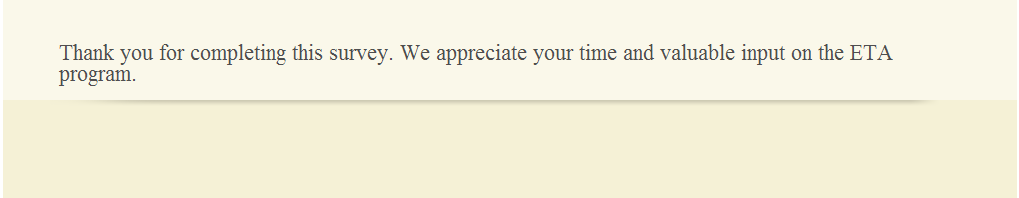 Thank you for completing this survey. We appreciate your time and valuable input on the ETA
program.